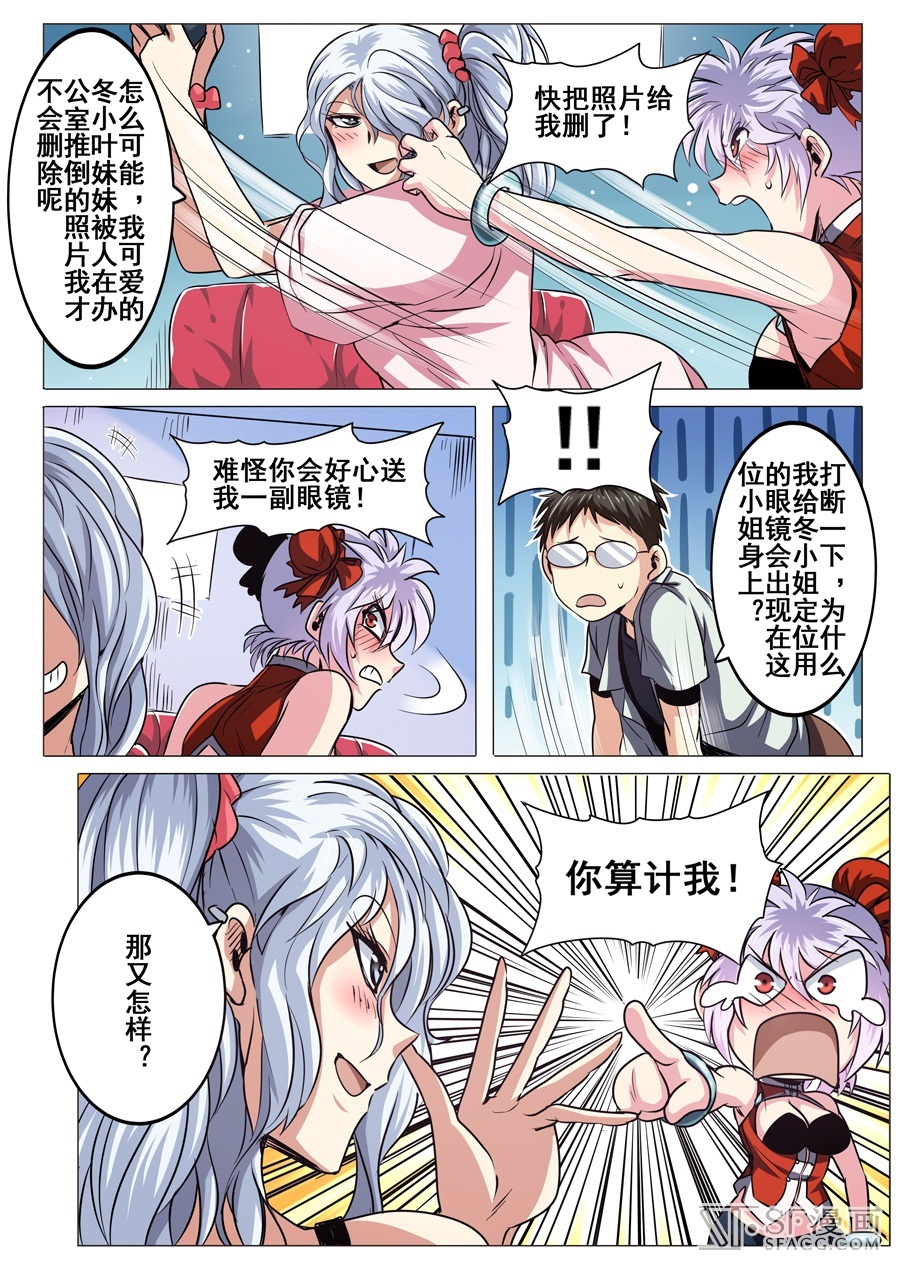 快把照片给
我删了！
怎么可能，我可爱的
冬小叶妹妹被人在办
公室推倒的照片我才
不会删除呢
!!
打断一下，为什么
我给冬小姐定位用
的眼镜会出现在这
位小姐身上？
难怪你会好心送
我一副眼镜！
你算计我！
那又怎样？
SF漫画
SFACG.COM